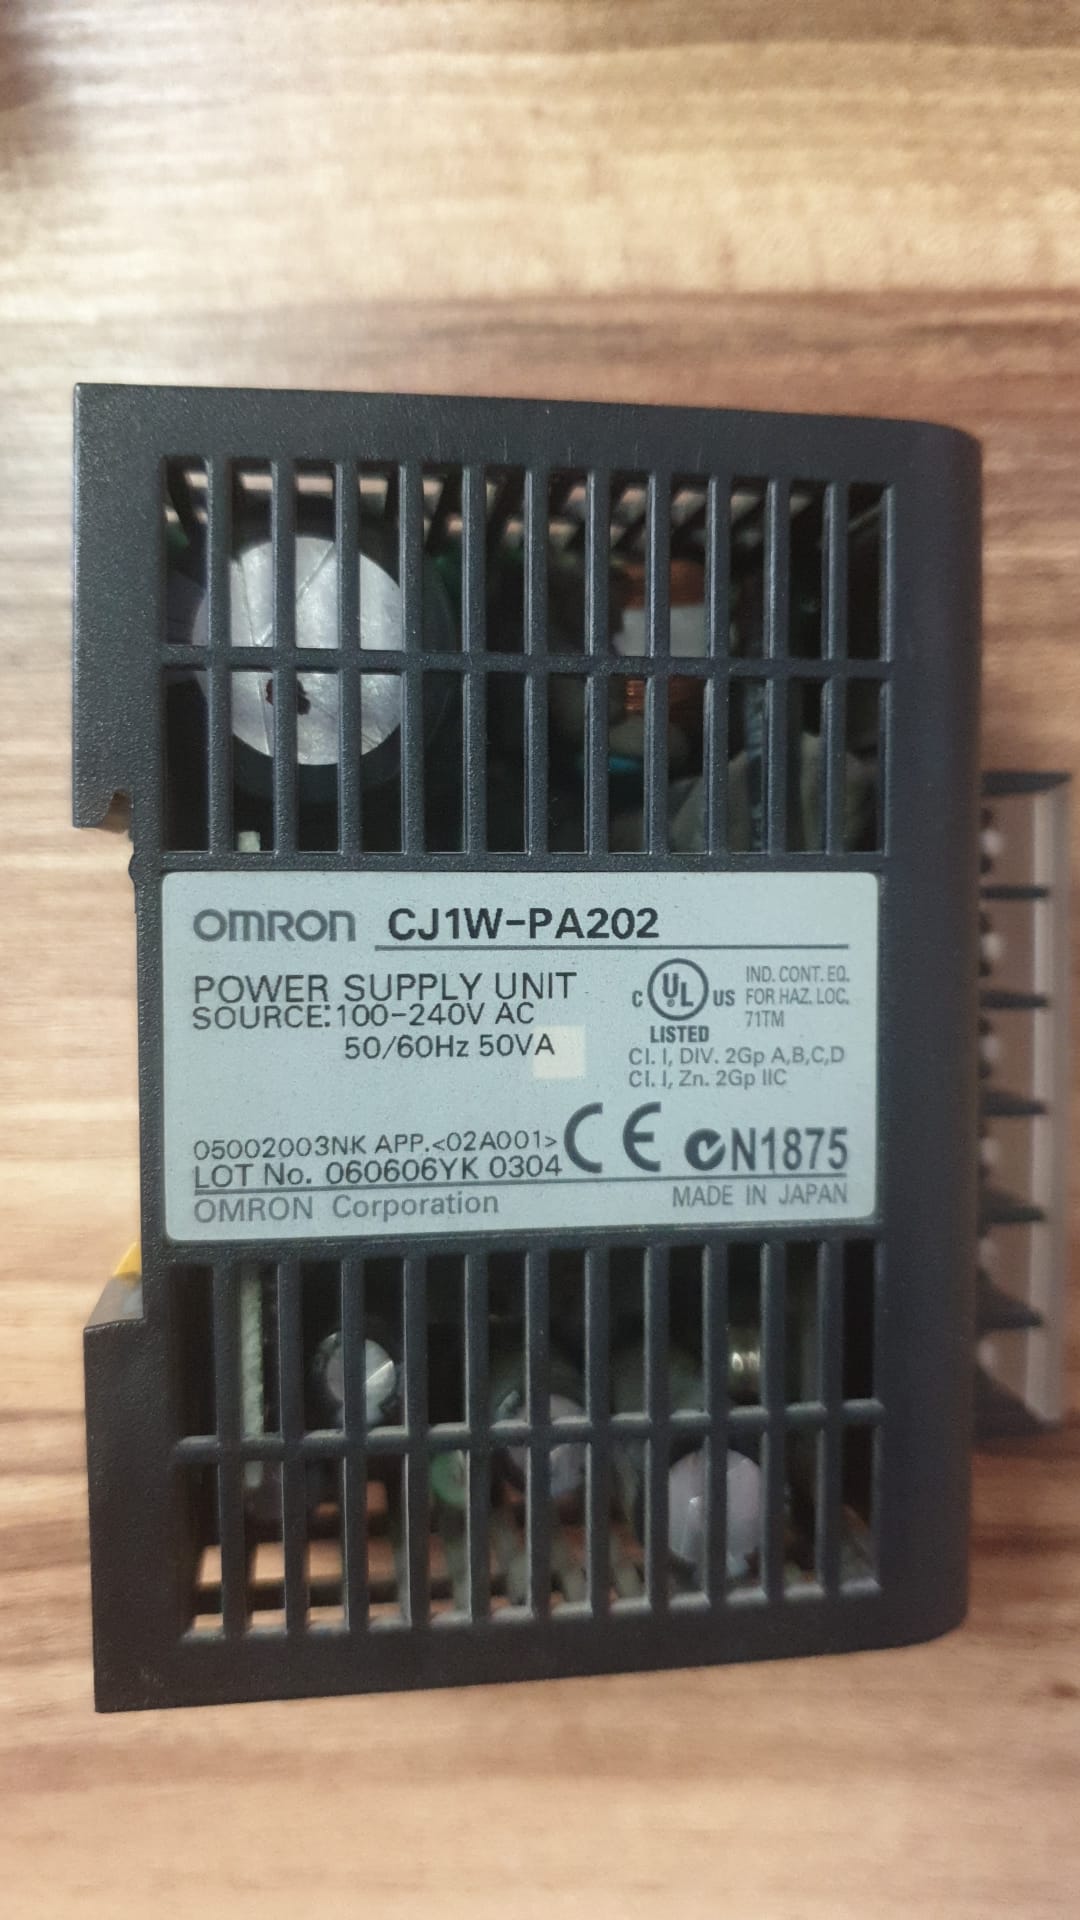 OMRON CJ1W-PA202
POWER SUPPLY UNIT
SOURCE: 100-240V AC
50/60Hz 50VA
C UL US
LISTED
IND. CONT. EQ.
FOR HAZ. LOC.
71TM
Cl. I, DIV. 2Gp A,B,C,D
Cl. I, Zn. 2Gp IIC
05002003NK APP.<02A001>
LOT No. 060606YK 0304
CE N1875
OMRON Corporation
MADE IN JAPAN